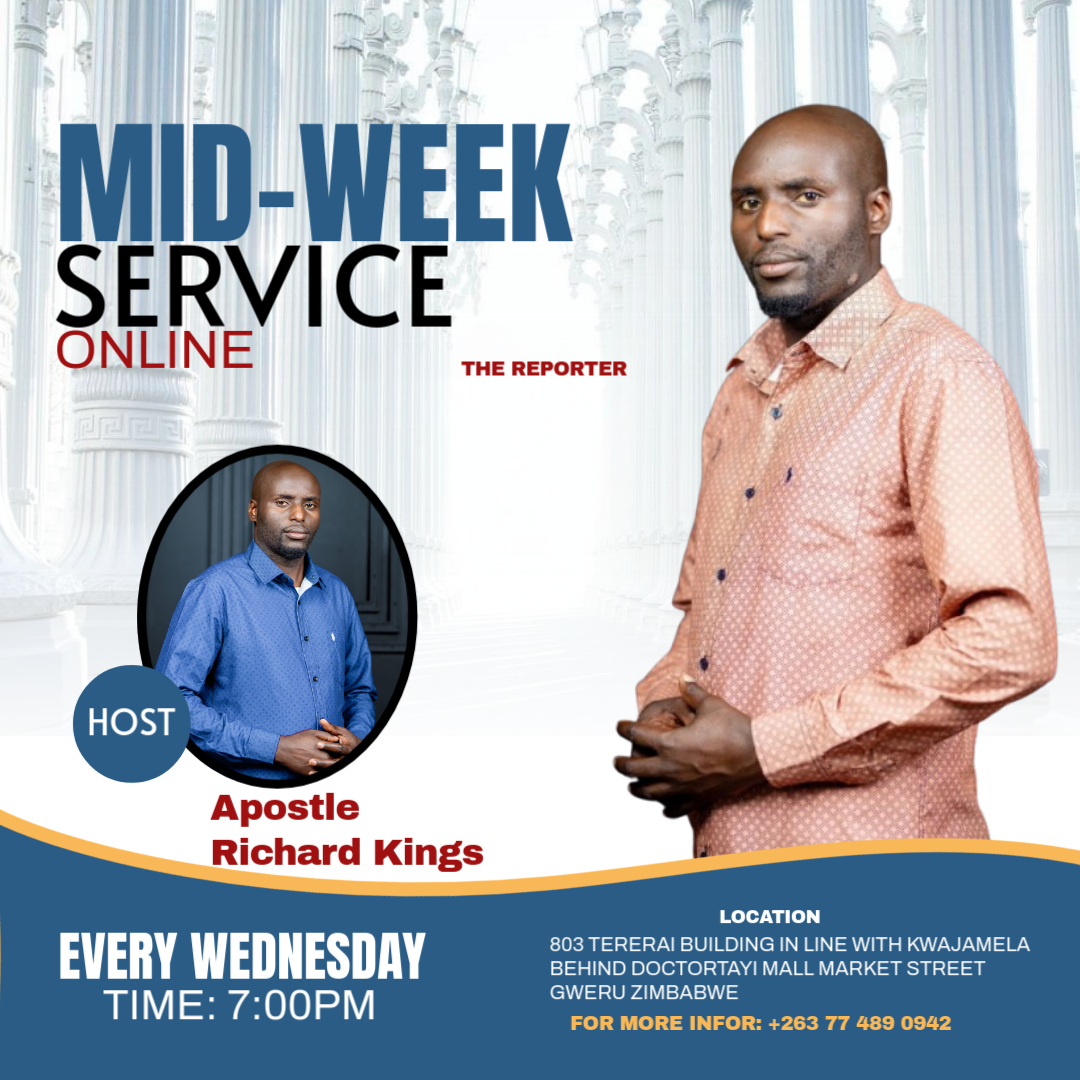 MID-WEEK
SERVICE
ONLINE
THE REPORTER
HOST
Apostle
Richard Kings
EVERY WEDNESDAY
TIME: 7:00PM
LOCATION
803 TERERAI BUILDING IN LINE WITH KWAJAMELA
BEHIND DOCTORTAYI MALL MARKET STREET
GWERU ZIMBABWE
FOR MORE INFOR: +263 77 489 0942